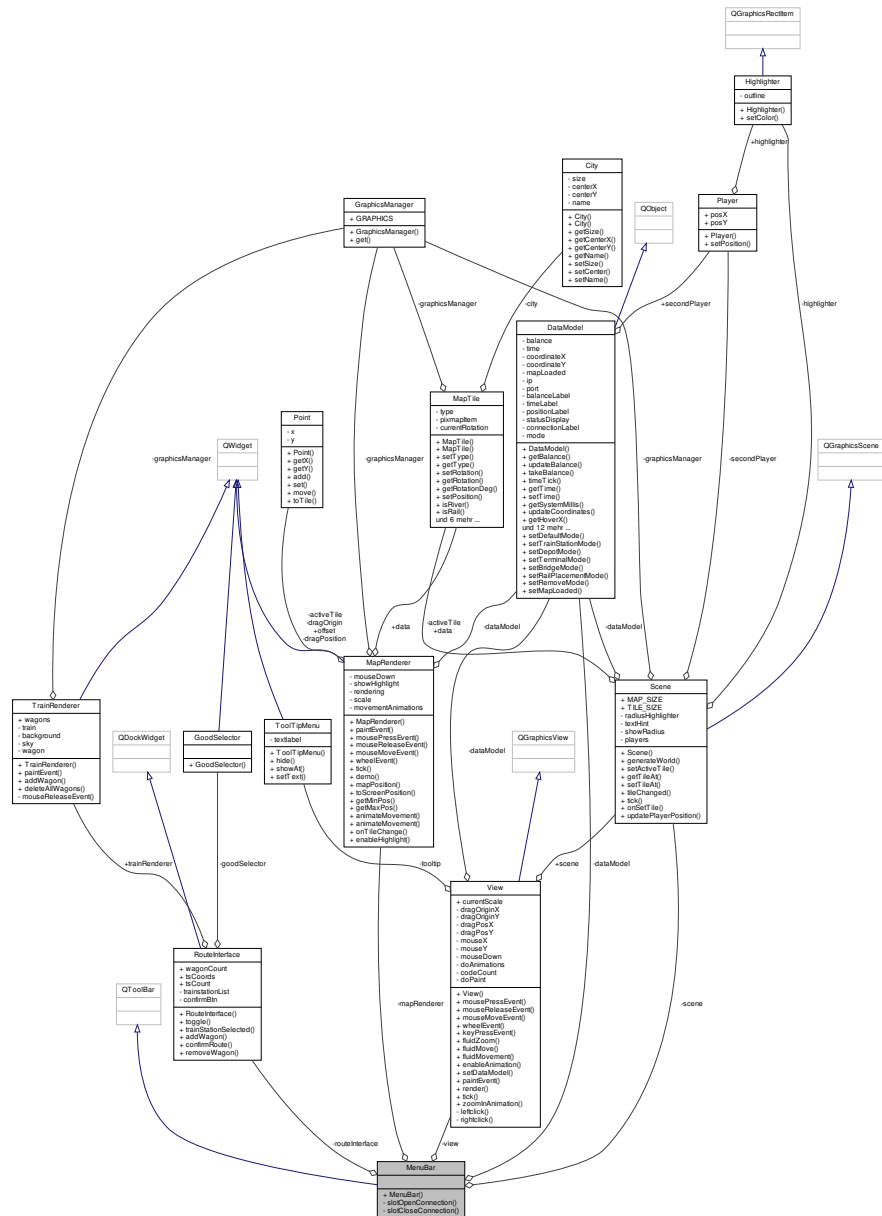 QGraphicsRectItem
Highlighter
- outline
+ Highlighter()
+ setColor()
+highlighter
City
- size
- centerX
- centerY
- name
+ City()
+ City()
+ getSize()
+ getCenterX()
+ getCenterY()
+ getName()
+ setSize()
+ setCenter()
+ setName()
Player
+ posX
+ posY
+ Player()
+ setPosition()
GraphicsManager
+ GRAPHICS
+ GraphicsManager()
+ get()
QObject
-graphicsManager
-city
+secondPlayer
-highlighter
DataModel
- balance
- time
- coordinateX
- coordinateY
- mapLoaded
- ip
- port
- balanceLabel
- timeLabel
- positionLabel
- statusDisplay
- connectionLabel
- mode
+ DataModel()
+ getBalance()
+ updateBalance()
+ takeBalance()
+ timeTick()
+ getTime()
+ setTime()
+ getSystemMillis()
+ updateCoordinates()
+ getHoverX()
und 12 mehr ...
+ setDefaultMode()
+ setTrainStationMode()
+ setDepotMode()
+ setTerminalMode()
+ setBridgeMode()
+ setRailPlacementMode()
+ setRemoveMode()
+ setMapLoaded()
MapTile
- type
- pixmapItem
- currentRotation
+ MapTile()
+ MapTile()
+ setType()
+ getType()
+ setRotation()
+ getRotation()
+ getRotationDeg()
+ setPosition()
+ isRiver()
+ isRail()
und 6 mehr ...
Point
- x
- y
+ Point()
+ getX()
+ getY()
+ add()
+ set()
+ move()
+ toTile()
QWidget
QGraphicsScene
-graphicsManager
-graphicsManager
-graphicsManager
-secondPlayer
-activeTile
-dragOrigin
+offset
-dragPosition
+data
-activeTile
+data
-dataModel
-dataModel
MapRenderer
- mouseDown
- showHighlight
- rendering
- scale
- movementAnimations
+ MapRenderer()
+ paintEvent()
+ mousePressEvent()
+ mouseReleaseEvent()
+ mouseMoveEvent()
+ wheelEvent()
+ tick()
+ demo()
+ mapPosition()
+ toScreenPosition()
+ getMinPos()
+ getMaxPos()
+ animateMovement()
+ animateMovement()
+ onTileChange()
+ enableHighlight()
Scene
+ MAP_SIZE
+ TILE_SIZE
- radiusHighlighter
- textHint
- showRadius
- players
+ Scene()
+ generateWorld()
+ setActiveTile()
+ getTileAt()
+ setTileAt()
+ tileChanged()
+ tick()
+ onSetTile()
+ updatePlayerPosition()
TrainRenderer
+ wagons
- train
- background
- sky
- wagon
+ TrainRenderer()
+ paintEvent()
+ addWagon()
+ deleteAllWagons()
- mouseReleaseEvent()
QDockWidget
GoodSelector
+ GoodSelector()
ToolTipMenu
- textlabel
+ ToolTipMenu()
+ hide()
+ showAt()
+ setText()
QGraphicsView
-dataModel
+trainRenderer
-goodSelector
-tooltip
+scene
-dataModel
View
+ currentScale
- dragOriginX
- dragOriginY
- dragPosX
- dragPosY
- mouseX
- mouseY
- mouseDown
- doAnimations
- codeCount
- doPaint
+ View()
+ mousePressEvent()
+ mouseReleaseEvent()
+ mouseMoveEvent()
+ wheelEvent()
+ keyPressEvent()
+ fluidZoom()
+ fluidMove()
+ fluidMovement()
+ enableAnimation()
+ setDataModel()
+ paintEvent()
+ render()
+ tick()
+ zoomInAnimation()
- leftclick()
- rightclick()
RouteInterface
+ wagonCount
+ tsCoords
+ tsCount
- trainstationList
- confirmBtn
+ RouteInterface()
+ toggle()
+ trainStationSelected()
+ addWagon()
+ confirmRoute()
+ removeWagon()
QToolBar
-mapRenderer
-scene
-routeInterface
-view
MenuBar
+ MenuBar()
- slotOpenConnection()
- slotCloseConnection()